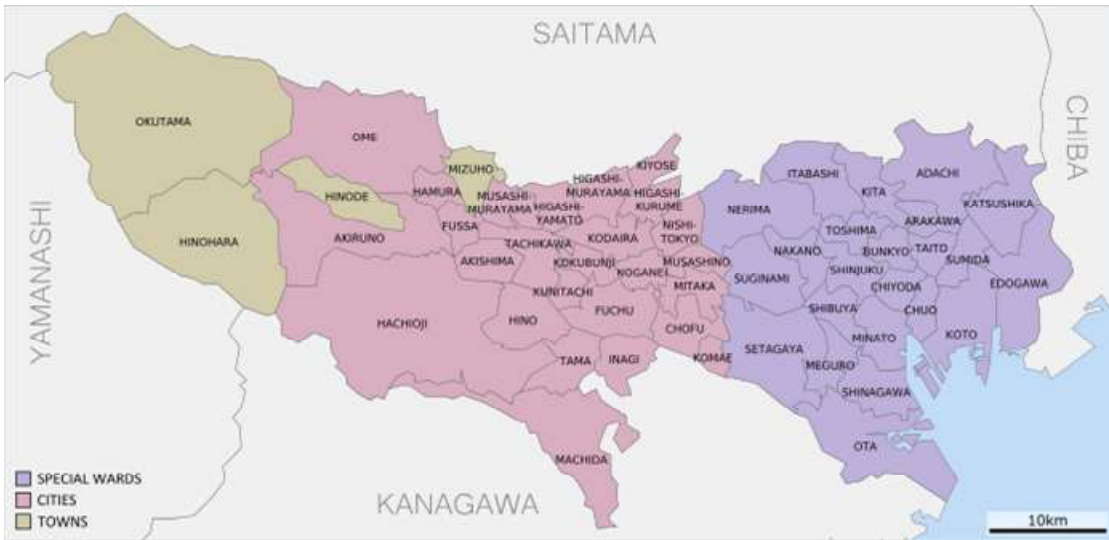 SAITAMA
CHIBA
YAMANASHI
KANAGAWA
OKUTAMA
OME
MIZUHO
KIYOSE
HIGASHI-
MURAYAMA
HIGASHI-
KURUME
HINODE
HAMURA
MUSASHI-
MURAYAMA
HIGASHI-
YAMATO
NISHI-
TOKYO
HINOHARA
AKIRUNO
FUSSA
TACHIKAWA
KODAIRA
AKISHIMA
KOKUBUNJI
KOGANEI
MUSASHINO
MITAKA
HACHIOJI
HINO
KUNITACHI
FUCHU
CHOFU
TAMA
INAGI
KOMAE
MACHIDA
ITABASHI
KITA
ADACHI
KATSUSHIKA
NERIMA
TOSHIMA
ARAKAWA
NAKANO
BUNKYO
TAITO
SUMIDA
SUGINAMI
SHINJUKU
CHIYODA
EDOGAWA
SHIBUYA
CHUO
SETAGAYA
MINATO
KOTO
MEGURO
SHINAGAWA
OTA
SPECIAL WARDS
CITIES
TOWNS
10km